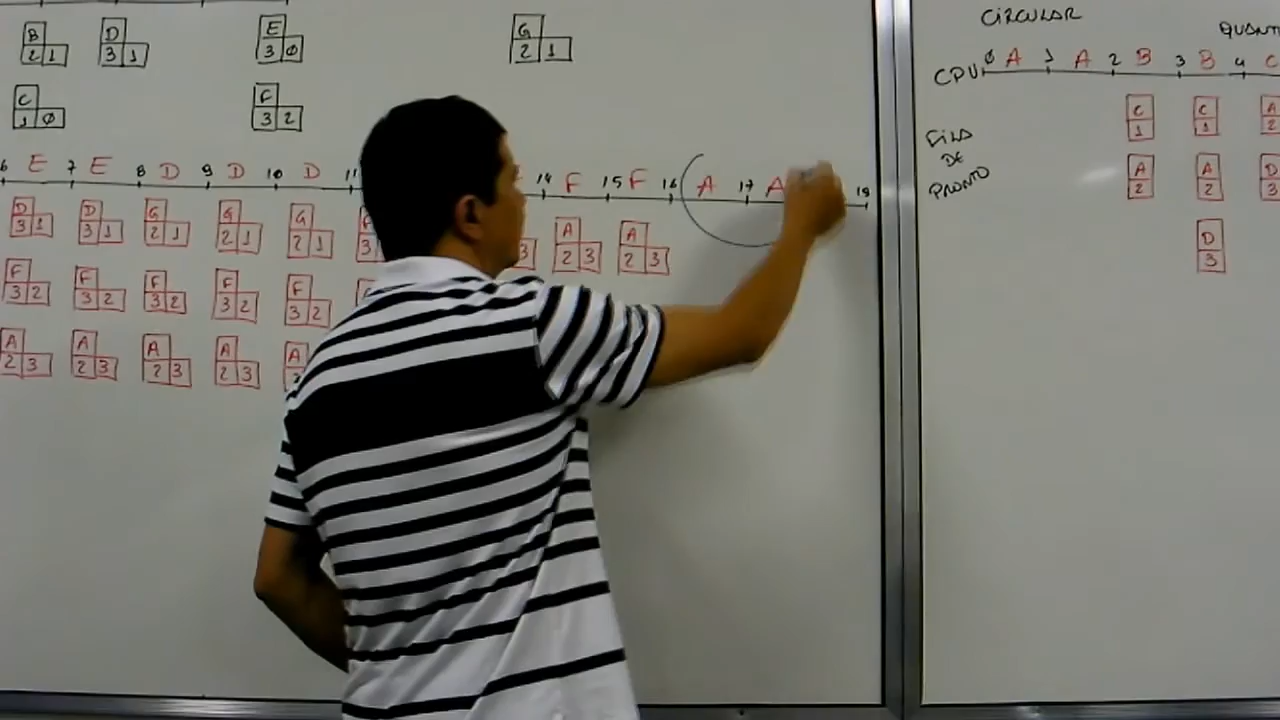 B D E G
2 1 3 1 3 0 2 1
C F
1 0 3 2
6 E 7 E 8 D 9 D 10 D 11 14 F 15 F 16 A 17 A 18
D D G G G A A
3 1 3 1 2 1 2 1 2 1 3 3 2 3 2 3
F F F F F
3 2 3 2 3 2 3 2 3 2
A A A A A
2 3 2 3 2 3 2 3 2
CIRCULAR
QUANT
CPU 0 A 1 A 2 B 3 B 4 C
FILA
DE
PRONTO
C C A
1 1 2
A A D
2 2 3
D
3